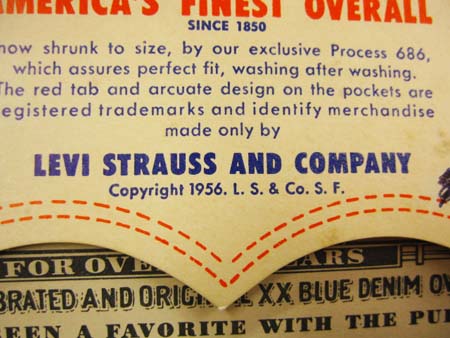 AMERICA'S FINEST OVERALL
SINCE 1850
now shrunk to size, by our exclusive Process 686,
which assures perfect fit, washing after washing.
The red tab and arcuate design on the pockets are
registered trademarks and identify merchandise
made only by
LEVI STRAUSS AND COMPANY
Copyright 1956. L. S. & Co. S. F.
FOR OVE ARS
BRATED AND ORIGINAL XX BLUE DENIM OV
BEEN A FAVORITE WITH THE PU